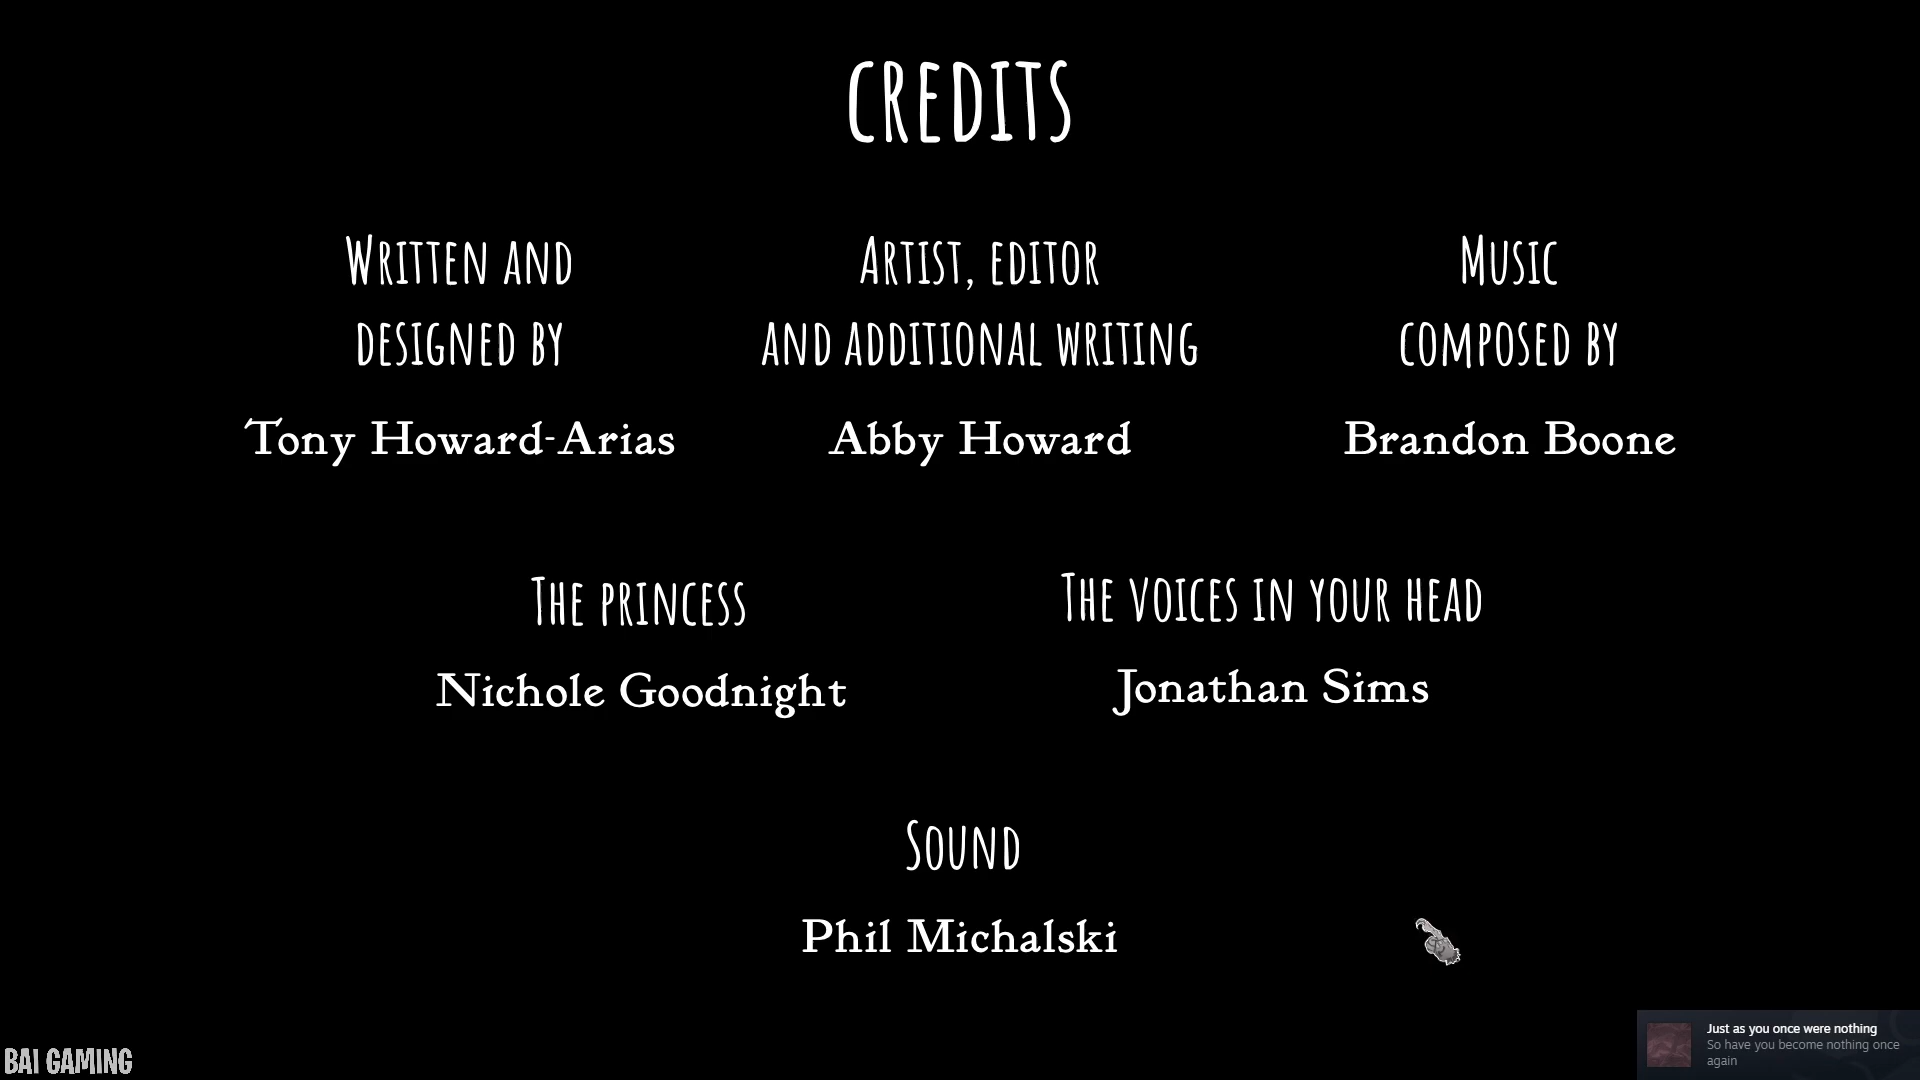 CREDITS
WRITTEN AND
DESIGNED BY
Tony Howard-Arias
ARTIST, EDITOR
AND ADDITIONAL WRITING
Abby Howard
MUSIC
COMPOSED BY
Brandon Boone
THE PRINCESS
Nichole Goodnight
THE VOICES IN YOUR HEAD
Jonathan Sims
SOUND
Phil Michalski
BAI GAMING
Just as you once were nothing
So have you become nothing once
again